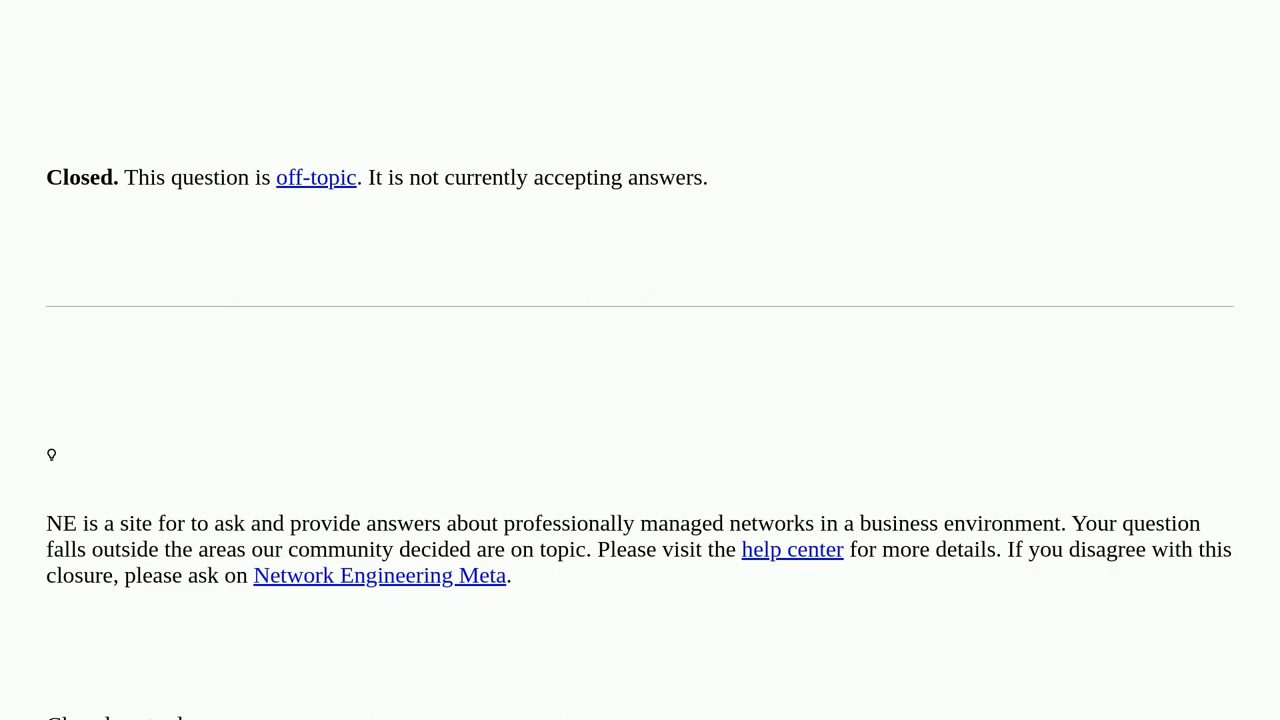 Closed. This question is off-topic. It is not currently accepting answers.
NE is a site for to ask and provide answers about professionally managed networks in a business environment. Your question
falls outside the areas our community decided are on topic. Please visit the help center for more details. If you disagree with this
closure, please ask on Network Engineering Meta.